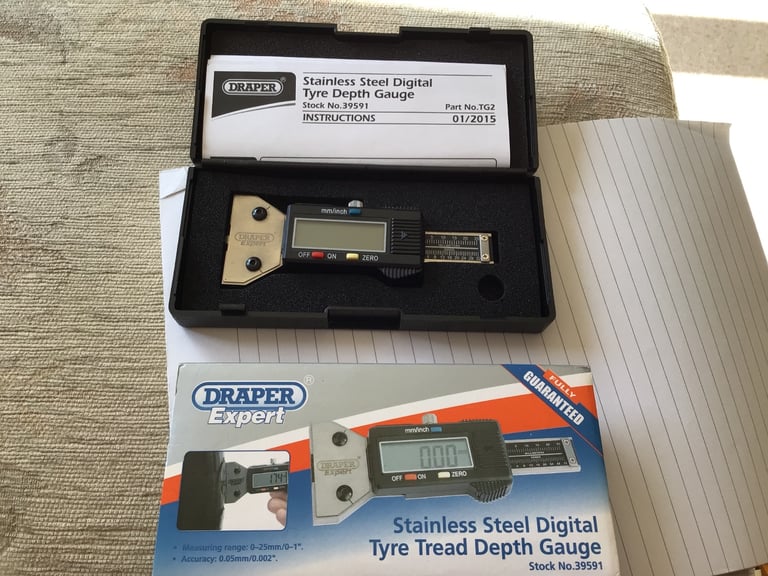 DRAPER
Stainless Steel Digital
Tyre Depth Gauge
Stock No.39591 Part No.TG2
INSTRUCTIONS 01/2015
mm/inch
DRAPER
Expert
OFF ON ZERO
DRAPER
Expert
FULLY
GUARANTEED
mm/inch
0.00
DRAPER
Expert
OFF ON ZERO
Stainless Steel Digital
Tyre Tread Depth Gauge
Stock No.39591
• Measuring range: 0–25mm/0–1".
• Accuracy: 0.05mm/0.002".